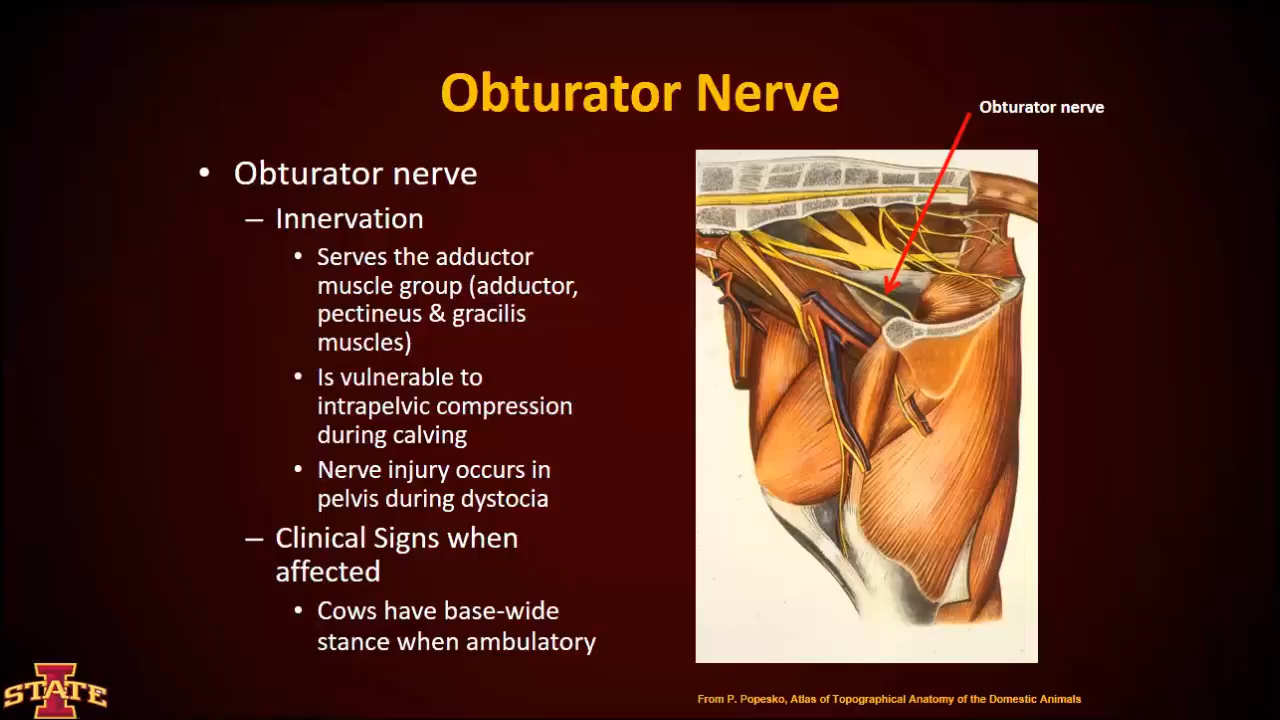 Obturator Nerve
Obturator nerve
• Obturator nerve
– Innervation
• Serves the adductor
muscle group (adductor,
pectineus & gracilis
muscles)
• Is vulnerable to
intrapelvic compression
during calving
• Nerve injury occurs in
pelvis during dystocia
– Clinical Signs when
affected
• Cows have base-wide
stance when ambulatory
STATE
From P. Popesko, Atlas of Topographical Anatomy of the Domestic Animals